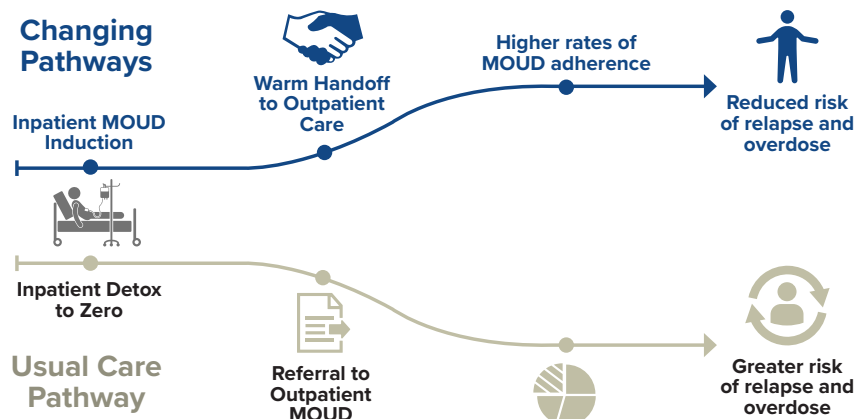 Changing
Pathways
Inpatient MOUD
Induction
Warm Handoff
to Outpatient
Care
Higher rates of
MOUD adherence
Reduced risk
of relapse and
overdose
Inpatient Detox
to Zero
Usual Care
Pathway
Referral to
Outpatient
MOUD
Greater risk
of relapse and
overdose